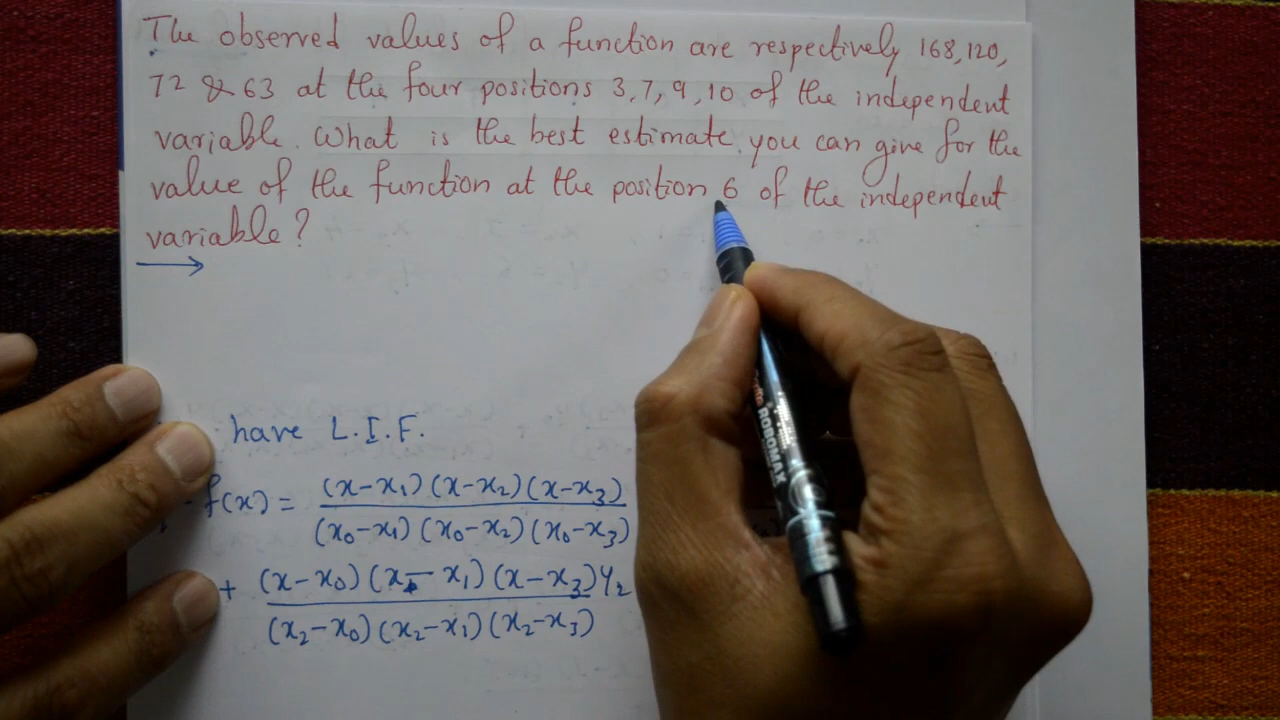 The observed values of a function are respectively 168, 120,
72 & 63 at the four positions 3, 7, 9, 10 of the independent
variable. What is the best estimate you can give for the
value of the function at the position 6 of the independent
variable?
have L.I.F.
f(x) = (x-x₁)(x-x₂)(x-x₃)
(x₀-x₁)(x₀-x₂)(x₀-x₃)
+ (x-x₀)(x-x₁)(x-x₃)Y₂
(x₂-x₀)(x₂-x₁)(x₂-x₃)
ROBOMAX